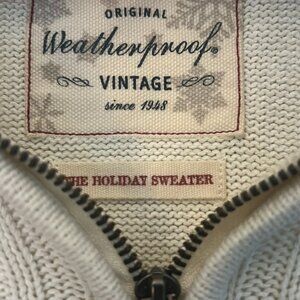 ORIGINAL
Weatherproof®
VINTAGE
since 1948
THE HOLIDAY SWEATER